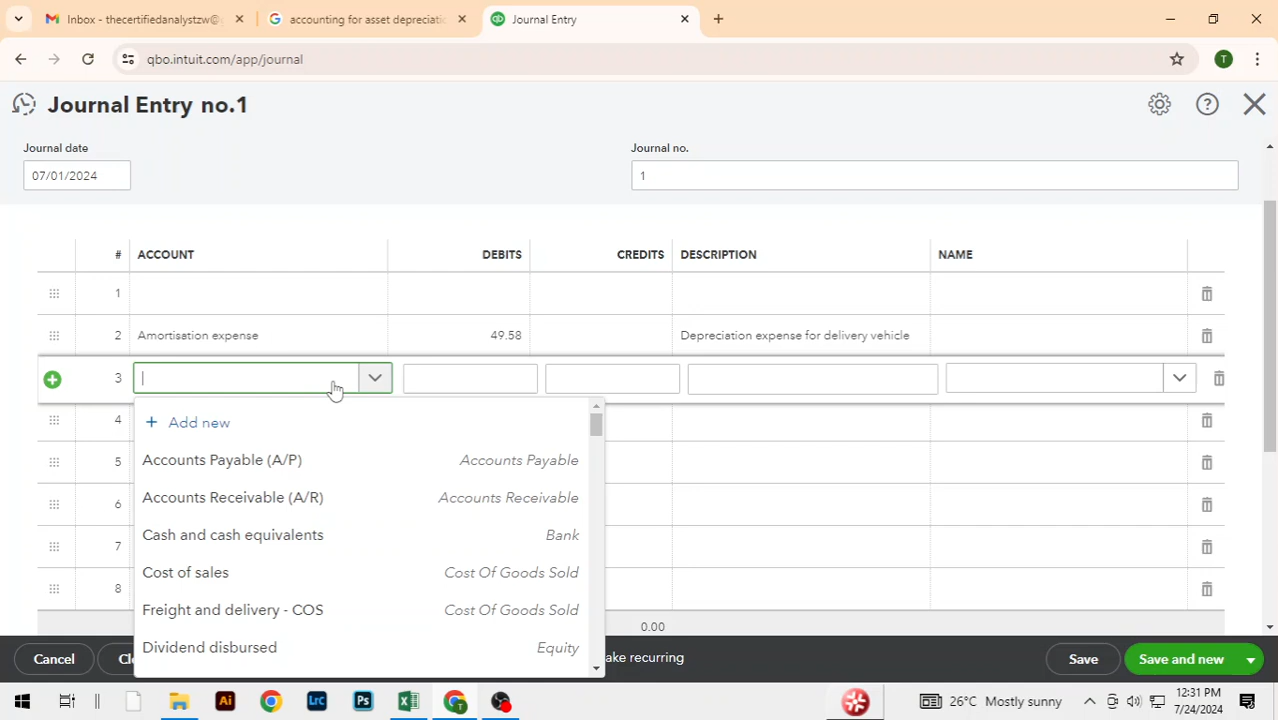 Inbox - thecertifiedanalystzw@
accounting for asset depreciatio
Journal Entry
qbo.intuit.com/app/journal
T
Journal Entry no.1
Journal date
Journal no.
07/01/2024
1
# ACCOUNT DEBITS CREDITS DESCRIPTION NAME
1
2 Amortisation expense 49.58 Depreciation expense for delivery vehicle
3
+ Add new
4
Accounts Payable (A/P) Accounts Payable
5
Accounts Receivable (A/R) Accounts Receivable
6
Cash and cash equivalents Bank
7
Cost of sales Cost Of Goods Sold
8
Freight and delivery - COS Cost Of Goods Sold
0.00
Dividend disbursed Equity
Cancel
Cl
ake recurring
Save
Save and new
Ai
Lrc
Ps
T
26°C Mostly sunny
12:31 PM
7/24/2024